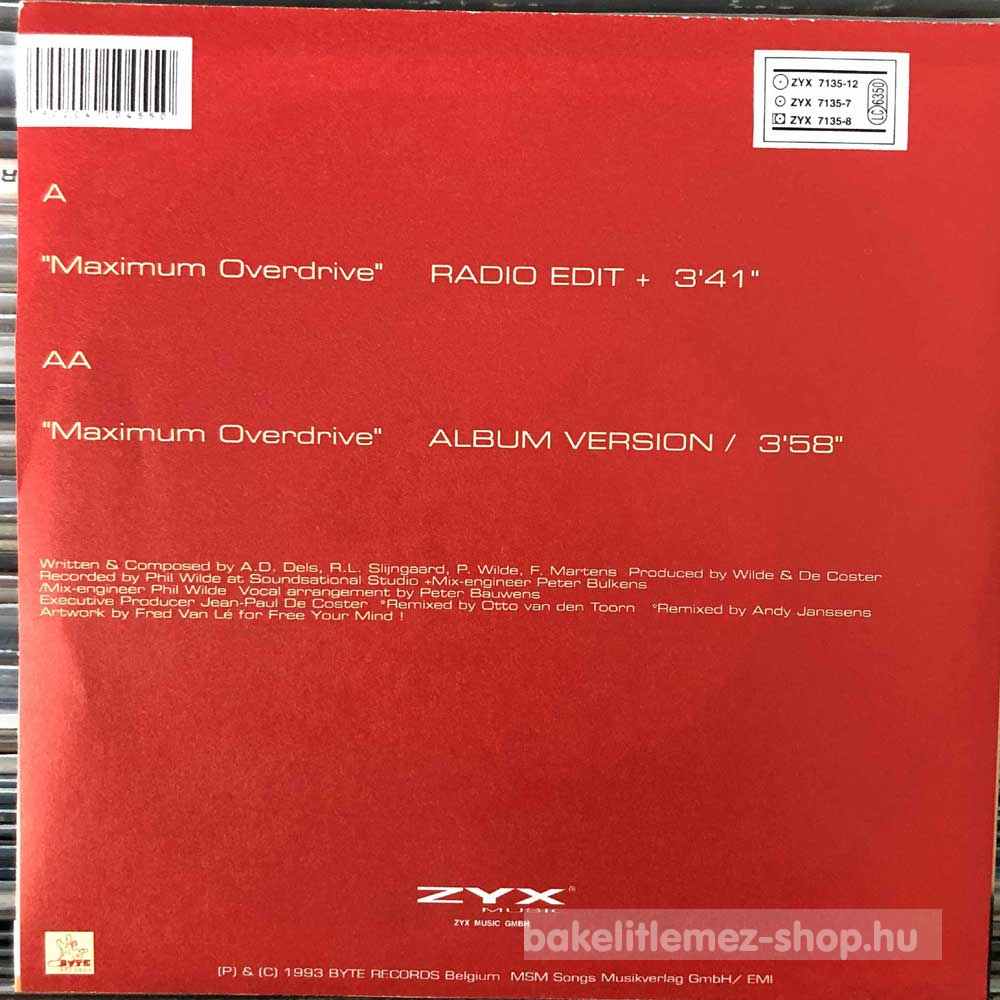 ZYX 7135-12
ZYX 7135-7
ZYX 7135-8
LC 6350
A
"Maximum Overdrive" RADIO EDIT + 3'41"
AA
"Maximum Overdrive" ALBUM VERSION / 3'58"
Written & Composed by A.D. Dels, R.L. Slijngaard, P. Wilde, F. Martens Produced by Wilde & De Coster
Recorded by Phil Wilde at Soundsational Studio +Mix-engineer Peter Bulkens
/Mix-engineer Phil Wilde Vocal arrangement by Peter Bauwens
Executive Producer Jean-Paul De Coster *Remixed by Otto van den Toorn °Remixed by Andy Janssens
Artwork by Fred Van Lé for Free Your Mind !
ZYX ®
MUSIC
ZYX MUSIC GMBH
bakelitlemez-shop.hu
BYTE
RECORDS
(P) & (C) 1993 BYTE RECORDS Belgium MSM Songs Musikverlag GmbH/ EMI